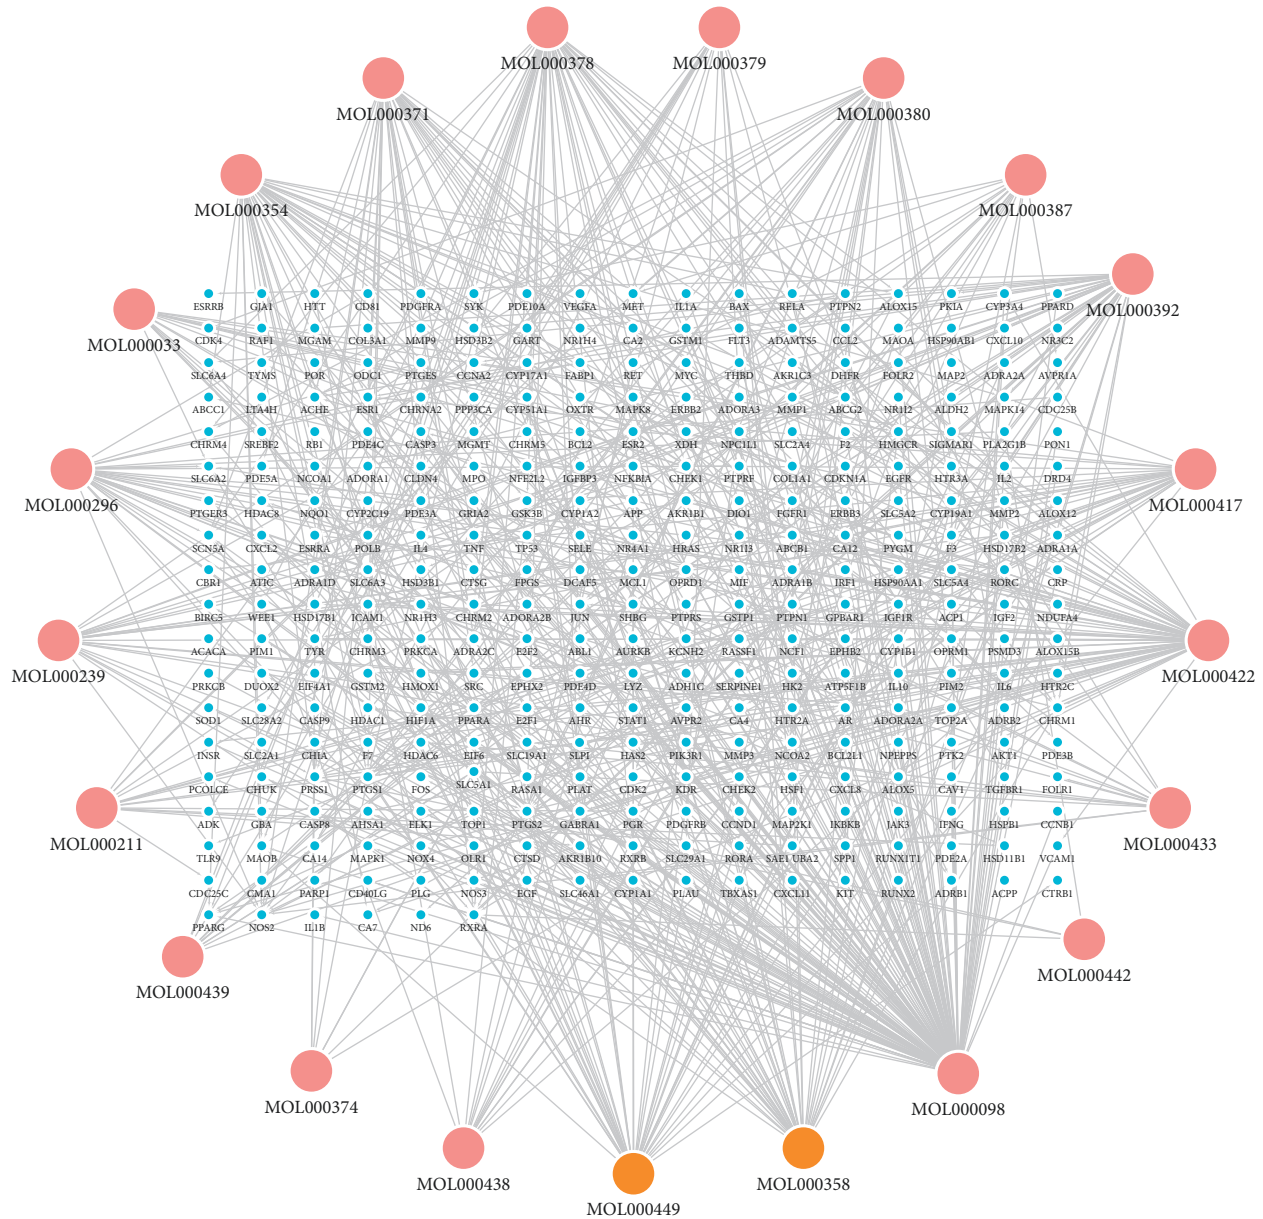 MOL000378 MOL000379
MOL000371 MOL000380
MOL000354 MOL000387
MOL000392
MOL000033
ESRRB GJA1 HTT CD81 PDGFRA SYK PDE10A VEGFA MET IL1A BAX RELA PTPN2 ALOX15 PKIA CYP3A4 PPARD
CDK4 RAF1 MGAM COL3A1 MMP9 HSD3B2 GART NR1H4 CA2 GSTM1 FLT3 ADAMTS5 CCL2 MAOA HSP90AB1 CXCL10 NR3C2
SLC6A4 TYMS POR ODC1 PTGES CCNA2 CYP17A1 FABP1 RET MYC THBD AKR1C3 DHFR FOLR2 MAP2 ADRA2A AVPR1A
ABCC1 LTA4H ACHE ESR1 CHRNA2 PPP3CA CYP51A1 OXTR MAPK8 ERBB2 ADORA3 MMP1 ABCG2 NR1I2 ALDH2 MAPK14 CDC25B
CHRM4 SREBF2 RB1 PDE4C CASP3 MGMT CHRM5 BCL2 ESR2 XDH NPC1L1 SLC2A4 F2 HMGCR SIGMAR1 PLA2G1B PON1
MOL000296 MOL000417
SLC6A2 PDE5A NCOA1 ADORA1 CLDN4 MPO NFE2L2 IGFBP3 NFKBIA CHEK1 PTPRF COL1A1 CDKN1A EGFR HTR3A IL2 DRD4
PTGER3 HDAC8 NQO1 CYP2C19 PDE3A GRIA2 GSK3B CYP1A2 APP AKR1B1 DIO1 FGFR1 ERBB3 SLC5A2 CYP19A1 MMP2 ALOX12
SCN5A CXCL2 ESRRA POLB IL4 TNF TP53 SELE NR4A1 HRAS NR1I3 ABCB1 CA12 PYGM F3 HSD17B2 ADRA1A
CBR1 ATIC ADRA1D SLC6A3 HSD3B1 CTSG FPGS DCAF5 MCL1 OPRD1 MIF ADRA1B IRF1 HSP90AA1 SLC5A4 RORC CRP
BIRC5 WEE1 HSD17B1 ICAM1 NR1H3 CHRM2 ADORA2B JUN SHBG PTPRS GSTP1 PTPN1 GPBAR1 IGF1R ACP1 IGF2 NDUFA4
ACACA PIM1 TYR CHRM3 PRKCA ADRA2C E2F2 ABL1 AURKB KCNH2 RASSF1 NCF1 EPHB2 CYP1B1 OPRM1 PSMD3 ALOX15B
MOL000239 MOL000422
PRKCB DUOX2 EIF4A1 GSTM2 HMOX1 SRC EPHX2 PDE4D LYZ ADH1C SERPINE1 HK2 ATP5F1B IL10 PIM2 IL6 HTR2C
SOD1 SLC28A2 CASP9 HDAC1 HIF1A PPARA E2F1 AHR STAT1 AVPR2 CA4 HTR2A AR ADORA2A TOP2A ADRB2 CHRM1
INSR SLC2A1 CHIA F7 HDAC6 EIF6 SLC19A1 SLPI HAS2 PIK3R1 MMP3 NCOA2 BCL2L1 NPEPPS PTK2 AKT1 PDE3B
PCOLCE CHUK PRSS1 PTGS1 FOS SLC5A1 RASA1 PLAT CDK2 KDR CHEK2 HSF1 CXCL8 ALOX5 CAV1 TGFBR1 FOLR1
ADK GBA CASP8 AHSA1 ELK1 TOP1 PTGS2 GABRA1 PGR PDGFRB CCND1 MAP2K1 IKBKB JAK3 IFNG HSPB1 CCNB1
MOL000211 MOL000433
TLR9 MAOB CA14 MAPK1 NOX4 OLR1 CTSD AKR1B10 RXRB SLC29A1 RORA SAE1 UBA2 SPP1 RUNX1T1 PDE2A HSD11B1 VCAM1
CDC25C CMA1 PARP1 CD40LG PLG NOS3 EGF SLC46A1 CYP1A1 PLAU TBXAS1 CXCL11 KIT RUNX2 ADRB1 ACPP CTRB1
PPARG NOS2 IL1B CA7 ND6 RXRA
MOL000442
MOL000439
MOL000374 MOL000098
MOL000438 MOL000358
MOL000449